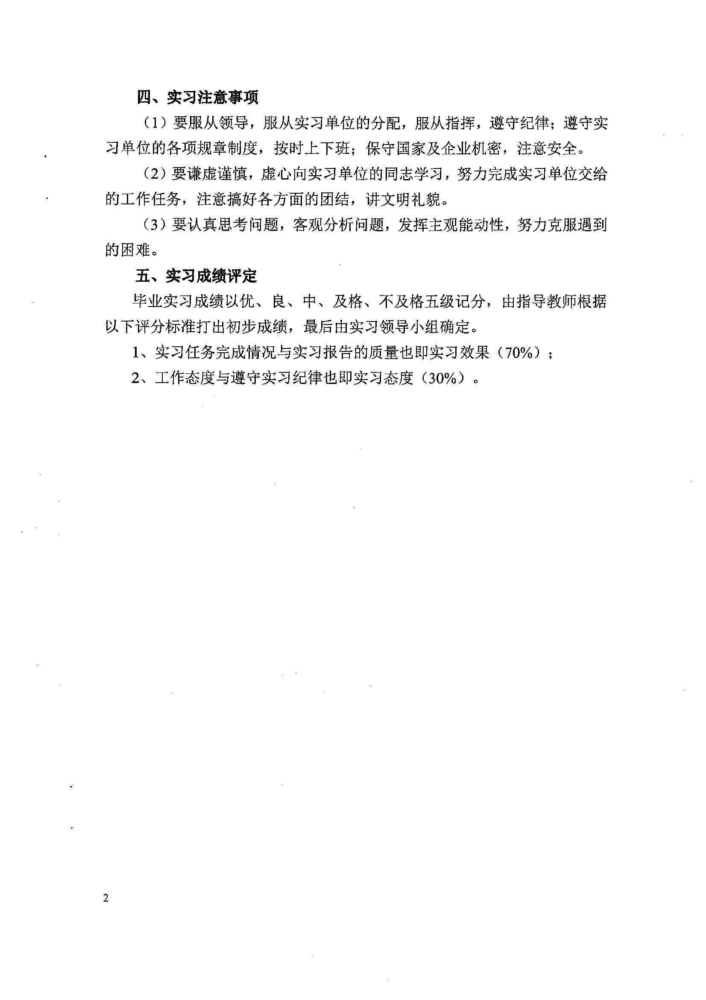 四、实习注意事项
（1）要服从领导，服从实习单位的分配，服从指挥，遵守纪律；遵守实
习单位的各项规章制度，按时上下班；保守国家及企业机密，注意安全。
（2）要谦虚谨慎，虚心向实习单位的同志学习，努力完成实习单位交给
的工作任务，注意搞好各方面的团结，讲文明礼貌。
（3）要认真思考问题，客观分析问题，发挥主观能动性，努力克服遇到
的困难。
五、实习成绩评定
毕业实习成绩以优、良、中、及格、不及格五级记分，由指导教师根据
以下评分标准打出初步成绩，最后由实习领导小组确定。
1、实习任务完成情况与实习报告的质量也即实习效果（70%）；
2、工作态度与遵守实习纪律也即实习态度（30%）。
2